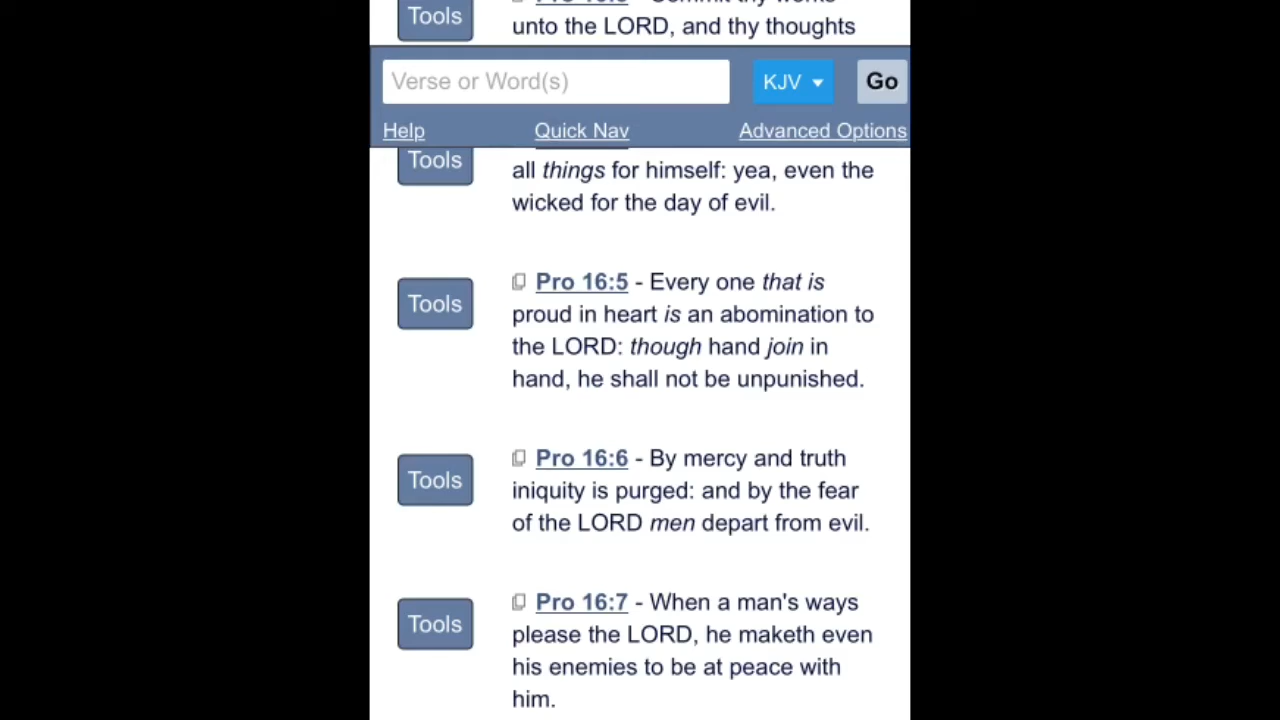 Tools
unto the LORD, and thy thoughts
Verse or Word(s)
KJV
Go
Help
Quick Nav
Advanced Options
Tools
all things for himself: yea, even the
wicked for the day of evil.
Tools
Pro 16:5 - Every one that is
proud in heart is an abomination to
the LORD: though hand join in
hand, he shall not be unpunished.
Tools
Pro 16:6 - By mercy and truth
iniquity is purged: and by the fear
of the LORD men depart from evil.
Tools
Pro 16:7 - When a man's ways
please the LORD, he maketh even
his enemies to be at peace with
him.